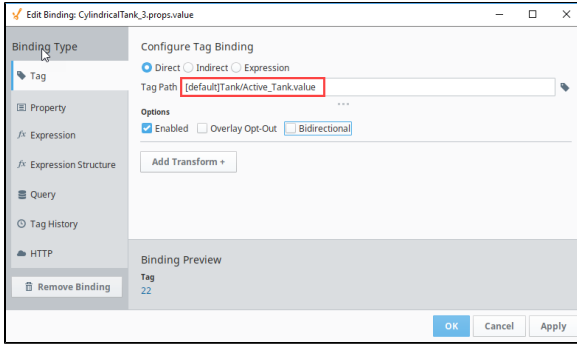 Edit Binding: CylindricalTank_3.props.value
Binding Type
Tag
Property
fx Expression
fx Expression Structure
Query
Tag History
HTTP
Remove Binding
Configure Tag Binding
Direct Indirect Expression
Tag Path [default]Tank/Active_Tank.value
Options
Enabled Overlay Opt-Out Bidirectional
Add Transform +
Binding Preview
Tag
22
OK Cancel Apply